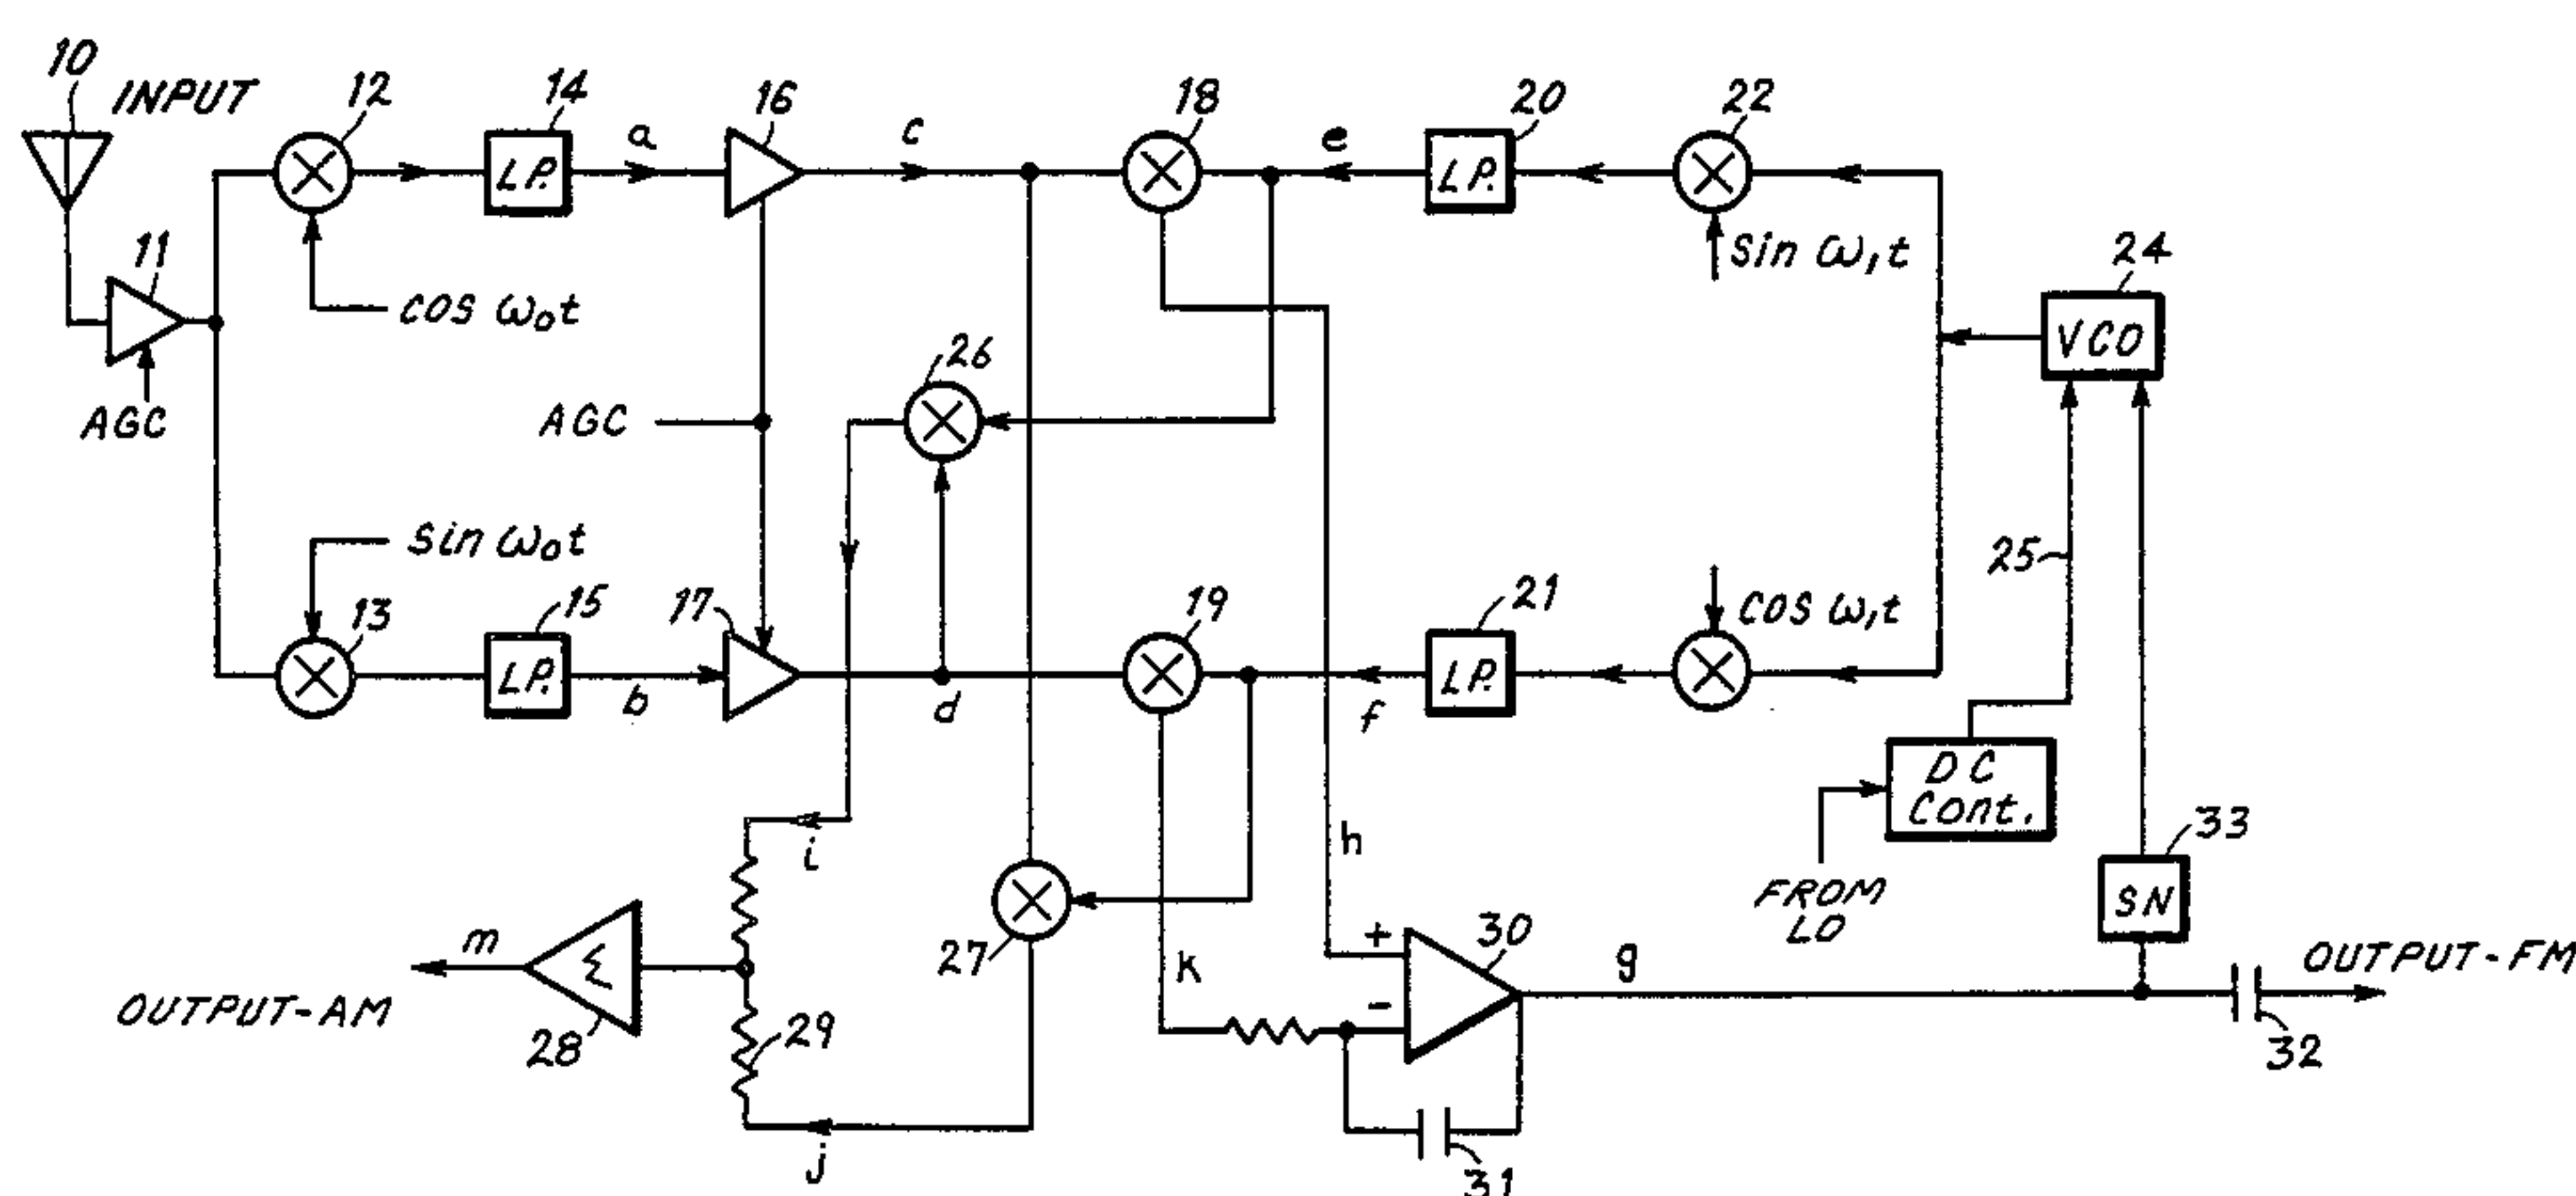 10
INPUT
12
14
a
16
c
18
e
20
22
L.P.
L.P.
11
cos ω₀t
sin ω₁t
24
VCO
AGC
26
AGC
sin ω₀t
25
13
15
17
19
21
cos ω₁t
L.P.
b
d
f
L.P.
DC
Cont.
i
h
33
FROM
LO
SN
m
Σ
27
k
+
30
g
OUTPUT-FM
OUTPUT-AM
28
29
-
32
j
31